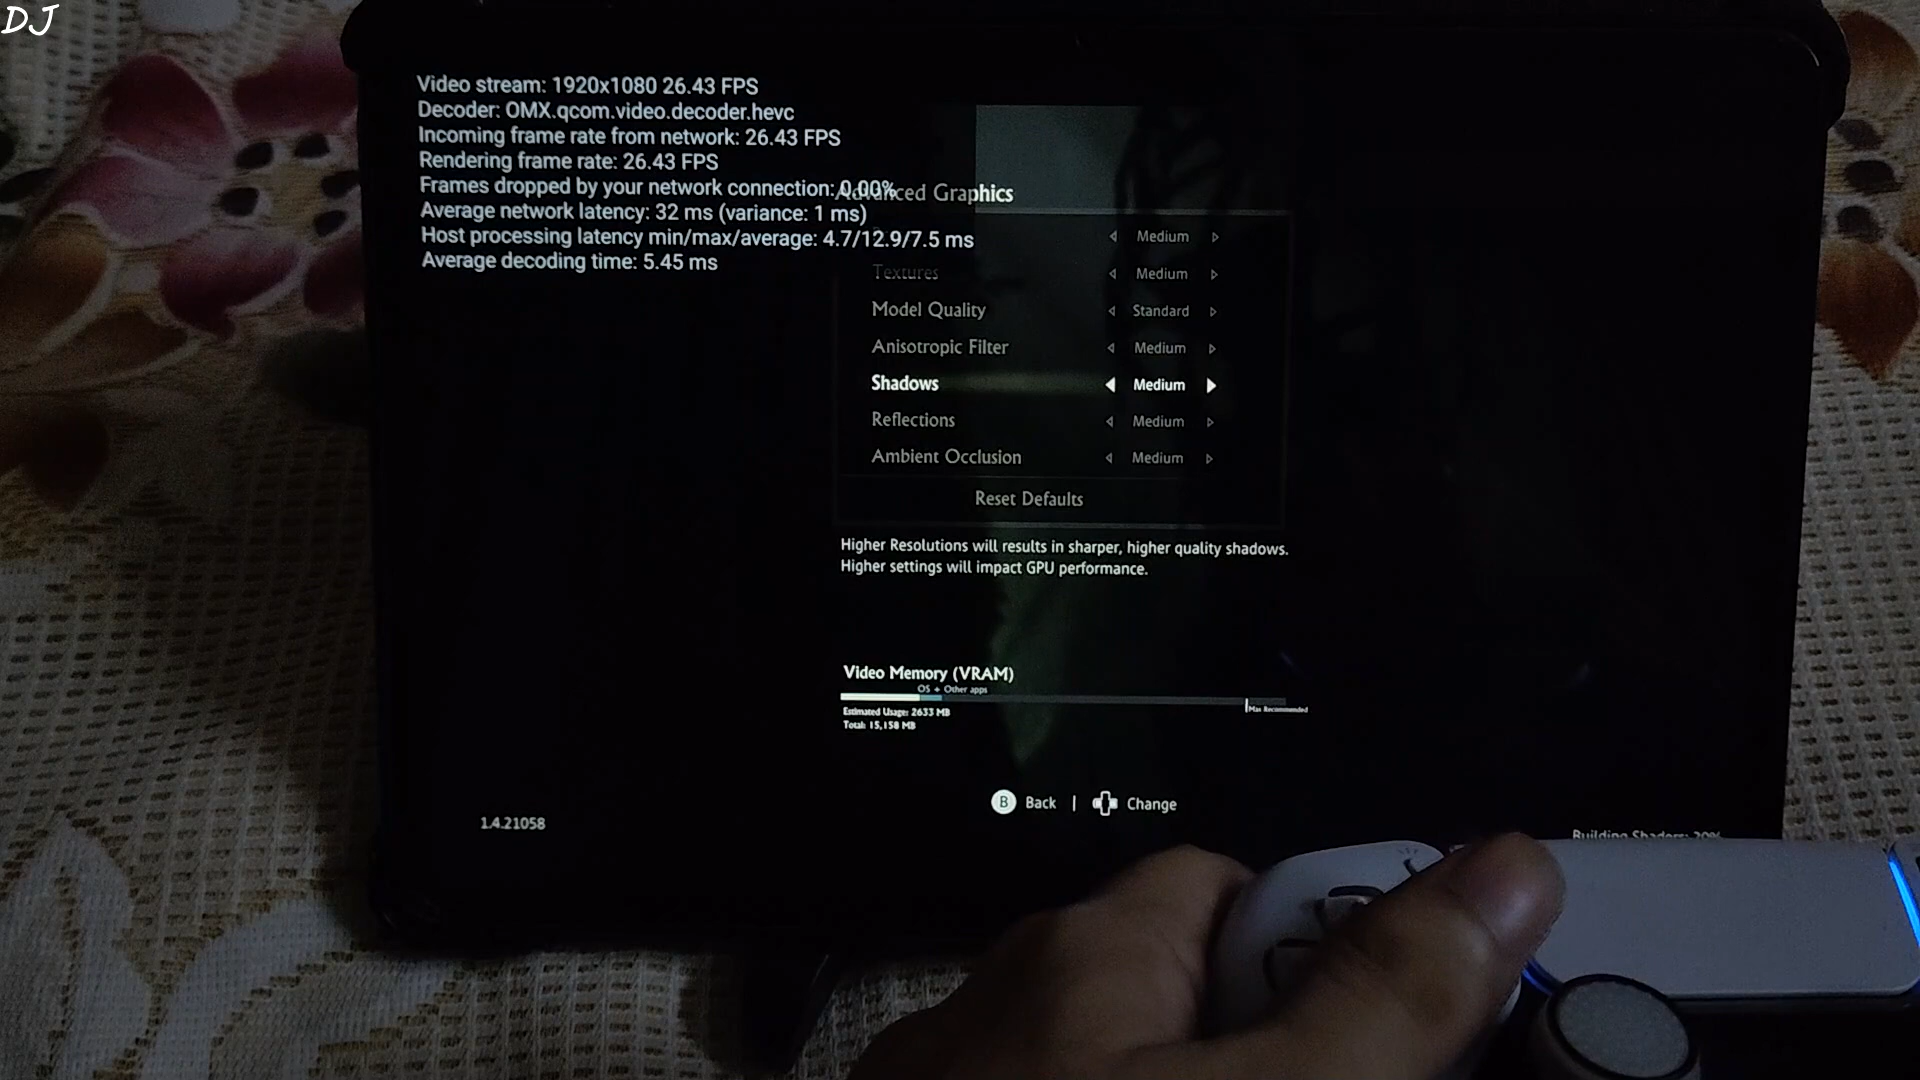 DJ
Video stream: 1920x1080 26.43 FPS
Decoder: OMX.qcom.video.decoder.hevc
Incoming frame rate from network: 26.43 FPS
Rendering frame rate: 26.43 FPS
Frames dropped by your network connection: 0.00%
Average network latency: 32 ms (variance: 1 ms)
Host processing latency min/max/average: 4.7/12.9/7.5 ms
Average decoding time: 5.45 ms
Advanced Graphics
Medium
Textures Medium
Model Quality Standard
Anisotropic Filter Medium
Shadows Medium
Reflections Medium
Ambient Occlusion Medium
Reset Defaults
Higher Resolutions will results in sharper, higher quality shadows.
Higher settings will impact GPU performance.
Video Memory (VRAM)
OS + Other apps
Max Recommended
Estimated Usage: 2633 MB
Total: 15,158 MB
B Back | Change
1.4.21058
Building Shaders: 20%